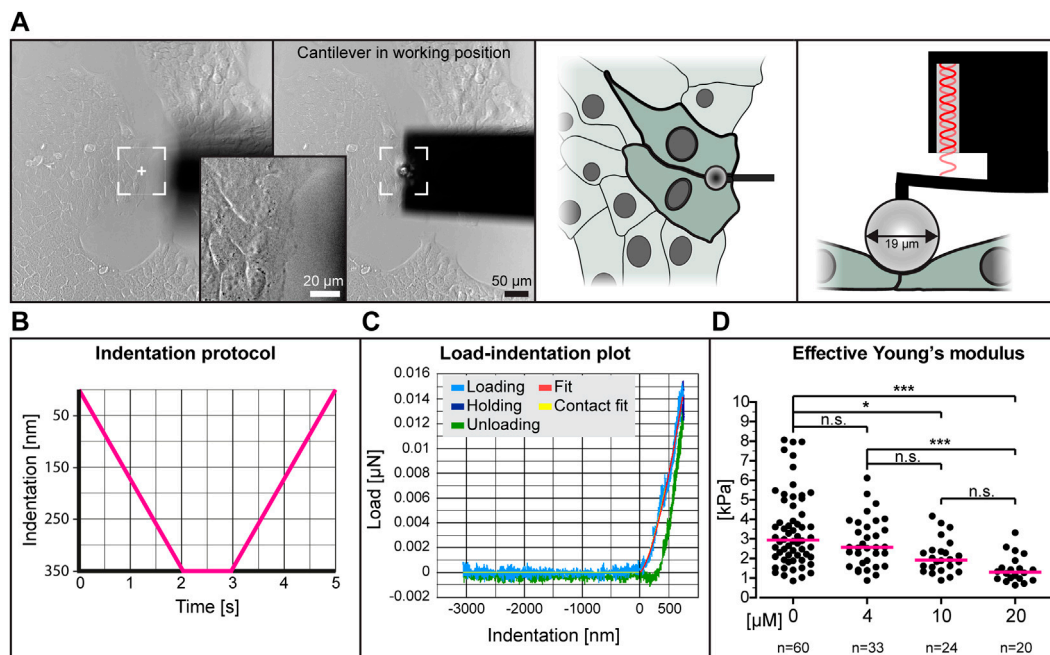 A
Cantilever in working position
20 µm
50 µm
19 µm
B
Indentation protocol
Indentation [nm]
50
150
250
350
0 1 2 3 4 5
Time [s]
C
Load-indentation plot
Loading Fit
Holding Contact fit
Unloading
Load [µN]
0.016
0.014
0.012
0.010
0.008
0.006
0.004
0.002
0
-0.002
-3000 -2000 -1000 0 500
Indentation [nm]
D
Effective Young's modulus
***
*
n.s.
***
n.s.
n.s.
[kPa]
10
9
8
7
6
5
4
3
2
1
0
[µM] 0 4 10 20
n=60 n=33 n=24 n=20